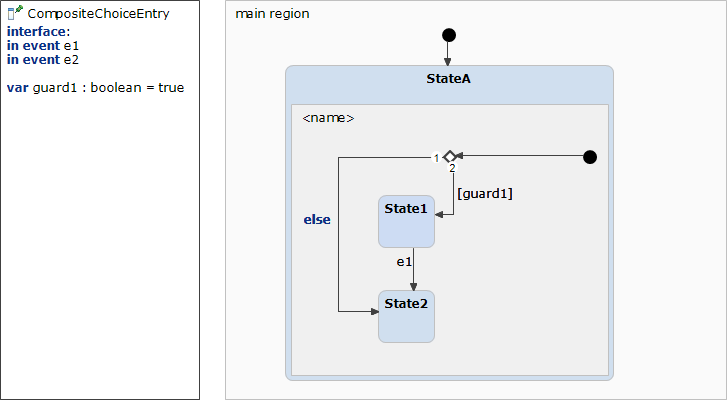 CompositeChoiceEntry
interface:
in event e1
in event e2
var guard1 : boolean = true
main region
StateA
<name>
1
2
[guard1]
State1
else
e1
State2